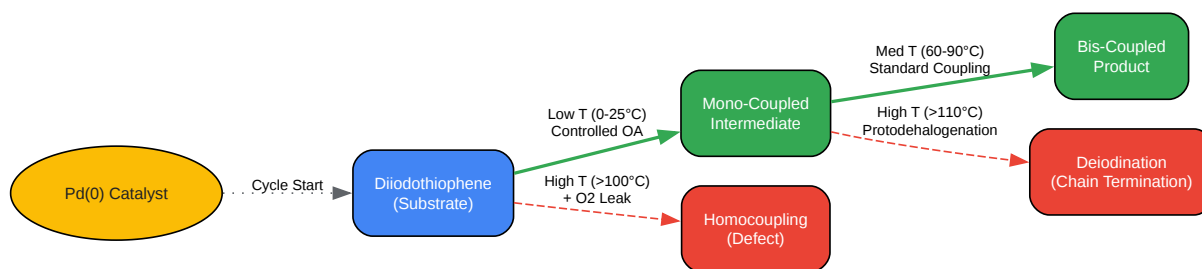 Pd(0) Catalyst
Cycle Start
Diiodothiophene
(Substrate)
Low T (0-25°C)
Controlled OA
High T (>100°C)
+ O2 Leak
Mono-Coupled
Intermediate
Homocoupling
(Defect)
Med T (60-90°C)
Standard Coupling
High T (>110°C)
Protodehalogenation
Bis-Coupled
Product
Deiodination
(Chain Termination)